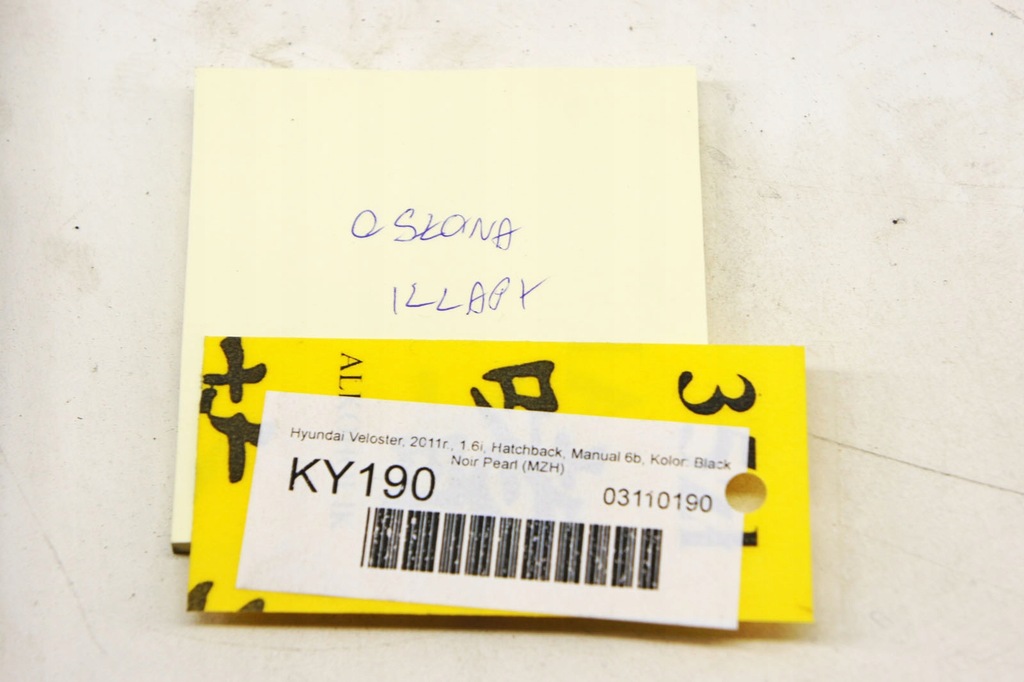 OSŁONA
KLAPY
Hyundai Veloster, 2011r., 1.6i, Hatchback, Manual 6b, Kolor: Black
Noir Pearl (MZH)
KY190
03110190